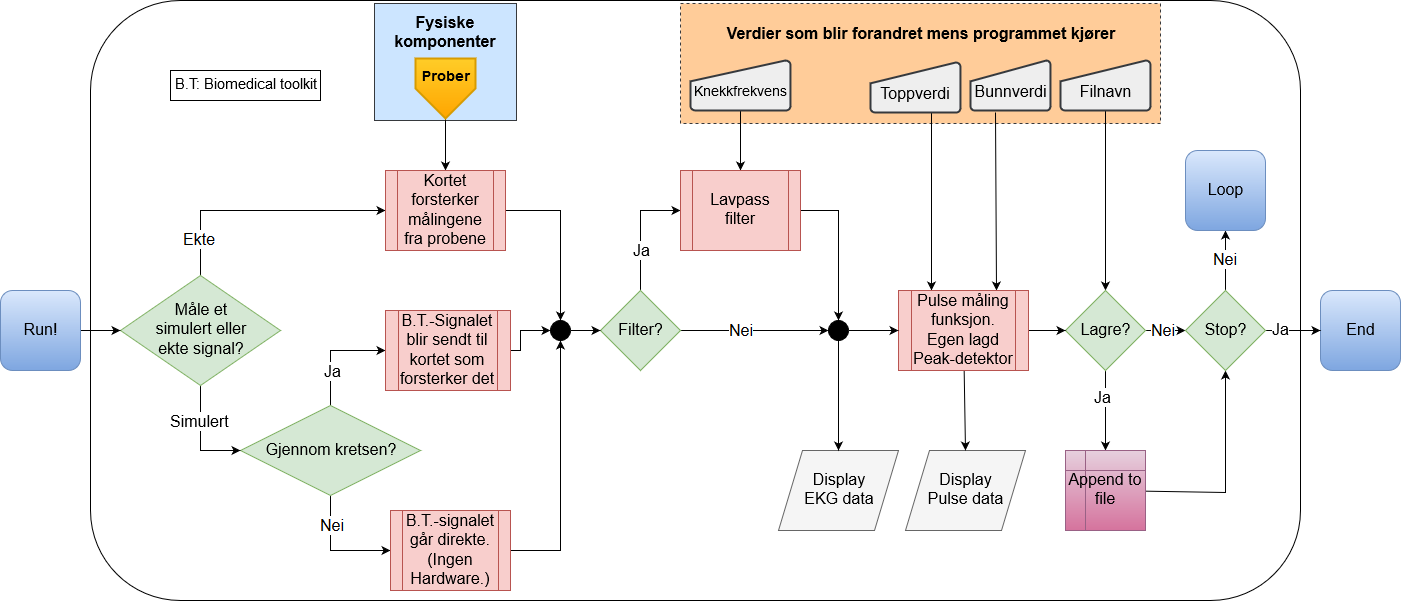 Fysiske
komponenter
Prober
Verdier som blir forandret mens programmet kjører
Knekkfrekvens
Toppverdi
Bunnverdi
Filnavn
B.T: Biomedical toolkit
Kortet
forsterker
målingene
fra probene
Lavpass
filter
Loop
Ekte
Ja
Nei
Run!
Måle et
simulert eller
ekte signal?
B.T.-Signalet
blir sendt til
kortet som
forsterker det
Filter?
Nei
Pulse måling
funksjon.
Egen lagd
Peak-detektor
Lagre?
Nei
Stop?
Ja
End
Ja
Simulert
Gjennom kretsen?
Ja
Display
EKG data
Display
Pulse data
Append to
file
Nei
B.T.-signalet
går direkte.
(Ingen
Hardware.)